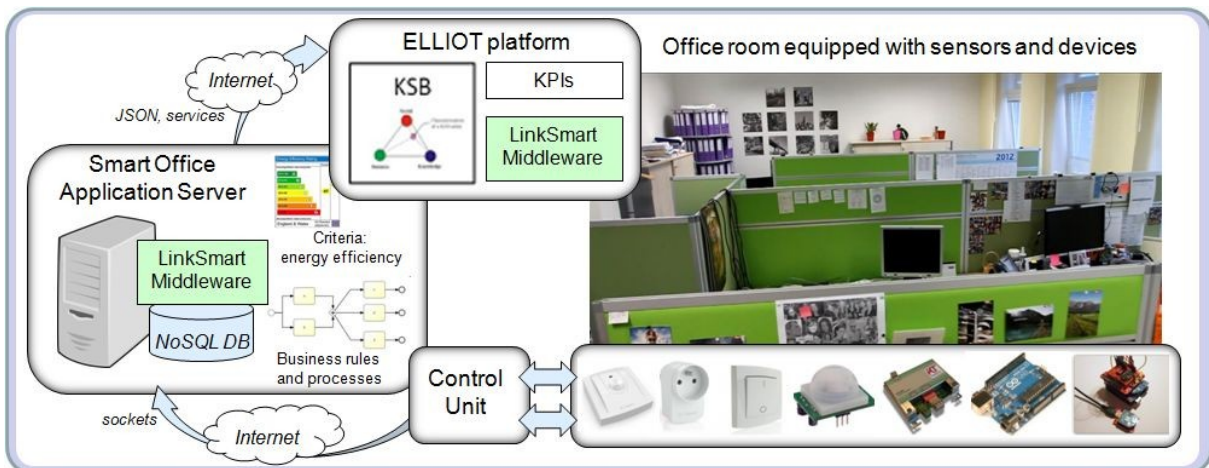 ELLIOT platform
KSB
KPIs
LinkSmart
Middleware
Office room equipped with sensors and devices
2012
Internet
JSON, services
Smart Office
Application Server
LinkSmart
Middleware
NoSQL DB
Criteria:
energy efficiency
Business rules
and processes
Control
Unit
sockets
Internet